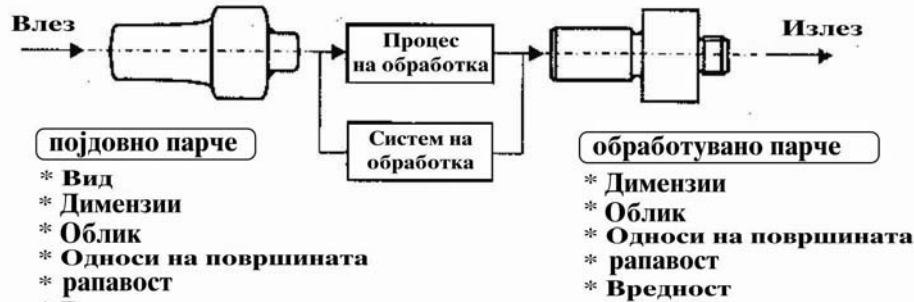 Влез
Процес
на обработка
Излез
Систем на
обработка
појдовно парче
* Вид
* Димензии
* Облик
* Односи на површината
* рапавост
обработувано парче
* Димензии
* Облик
* Односи на површината
* рапавост
* Вредност